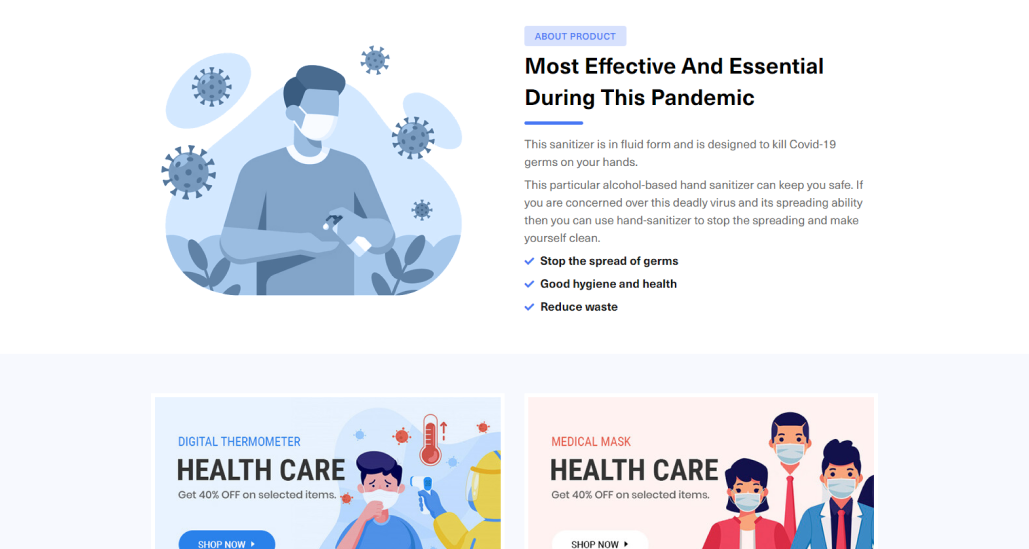 ABOUT PRODUCT
Most Effective And Essential
During This Pandemic
This sanitizer is in fluid form and is designed to kill Covid-19
germs on your hands.
This particular alcohol-based hand sanitizer can keep you safe. If
you are concerned over this deadly virus and its spreading ability
then you can use hand-sanitizer to stop the spreading and make
yourself clean.
Stop the spread of germs
Good hygiene and health
Reduce waste
DIGITAL THERMOMETER
HEALTH CARE
Get 40% OFF on selected items.
SHOP NOW
MEDICAL MASK
HEALTH CARE
Get 40% OFF on selected items.
SHOP NOW